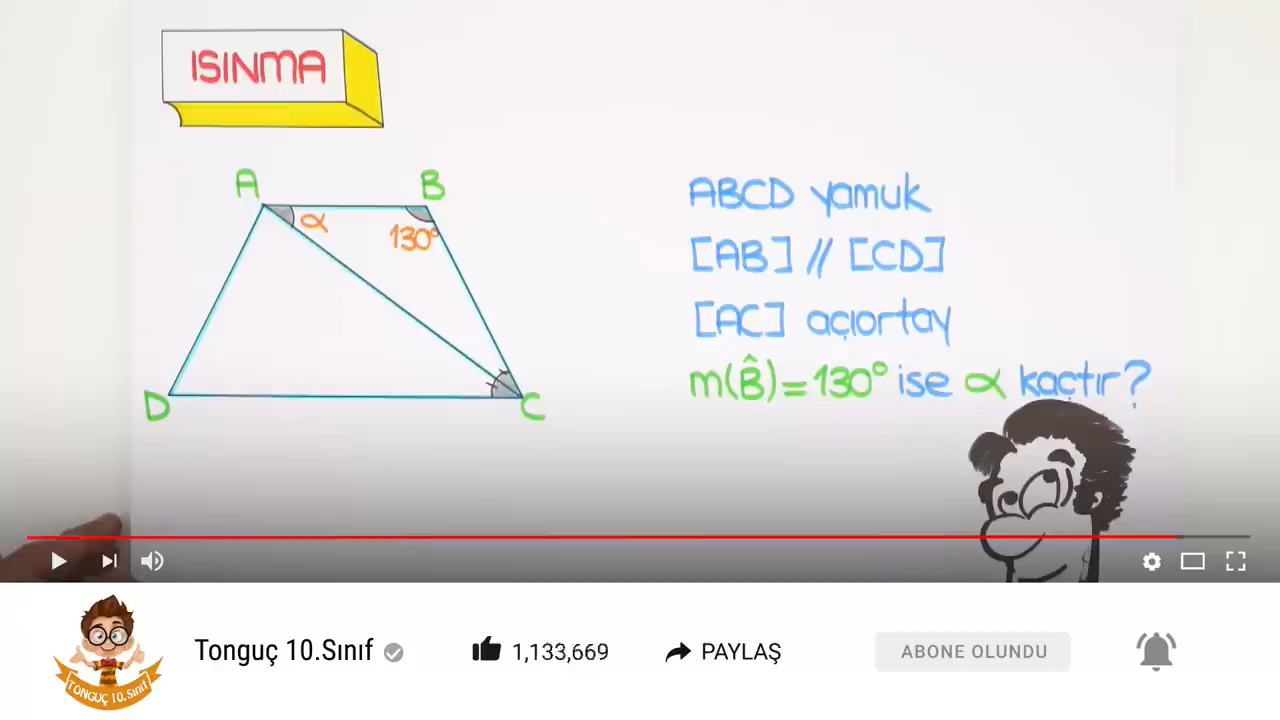 ISINMA
A
B
α
130°
D
C
ABCD yamuk
[AB] // [CD]
[AC] açıortay
m(B̂) = 130° ise α kaçtır?
Tonguç 10.Sınıf
1,133,669
PAYLAŞ
ABONE OLUNDU
TONGUÇ 10.Sınıf